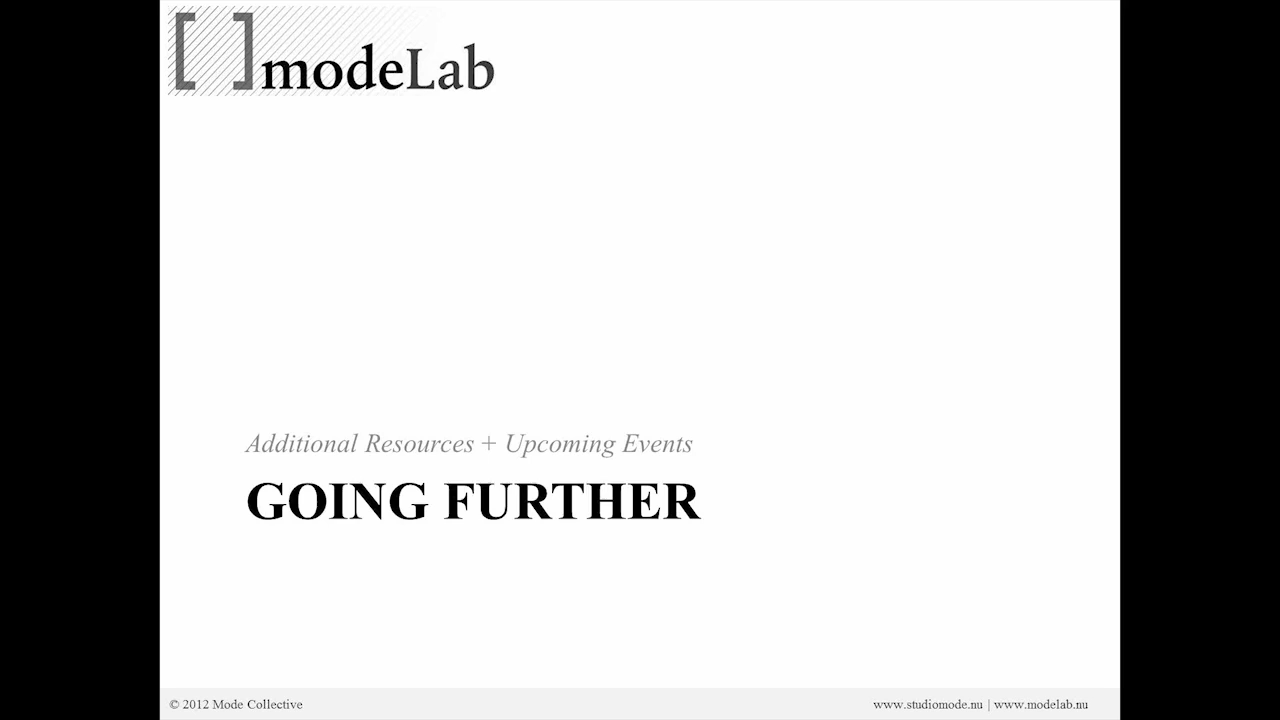 [ ]modeLab
Additional Resources + Upcoming Events
GOING FURTHER
© 2012 Mode Collective
www.studiomode.nu | www.modelab.nu